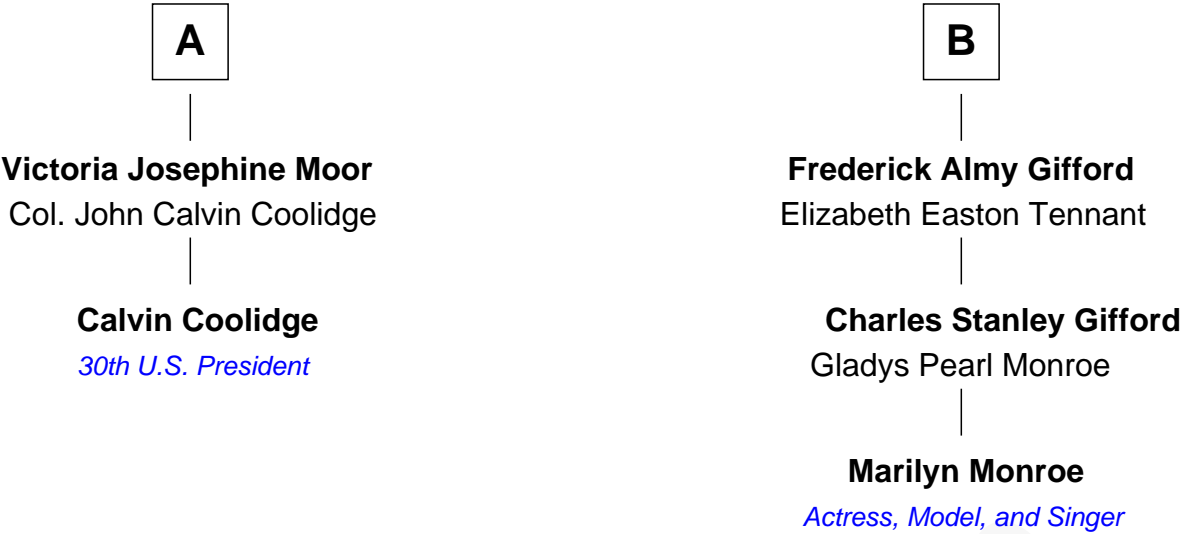 A
Victoria Josephine Moor
Col. John Calvin Coolidge
Calvin Coolidge
30th U.S. President
B
Frederick Almy Gifford
Elizabeth Easton Tennant
Charles Stanley Gifford
Gladys Pearl Monroe
Marilyn Monroe
Actress, Model, and Singer